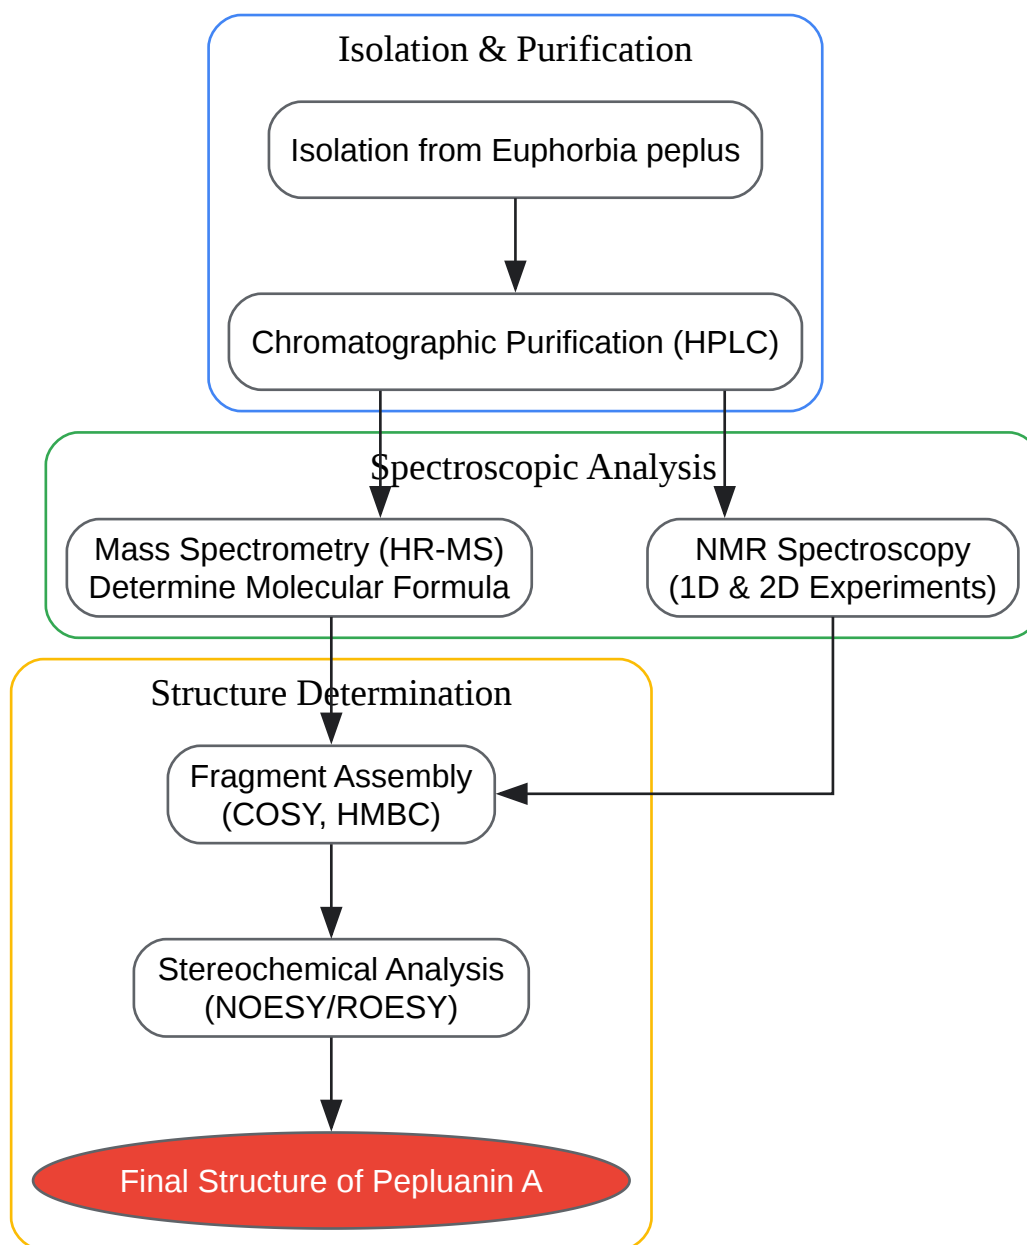 Isolation & Purification
Isolation from Euphorbia peplus
Chromatographic Purification (HPLC)
Spectroscopic Analysis
Mass Spectrometry (HR-MS)
Determine Molecular Formula
NMR Spectroscopy
(1D & 2D Experiments)
Structure Determination
Fragment Assembly
(COSY, HMBC)
Stereochemical Analysis
(NOESY/ROESY)
Final Structure of Pepluanin A